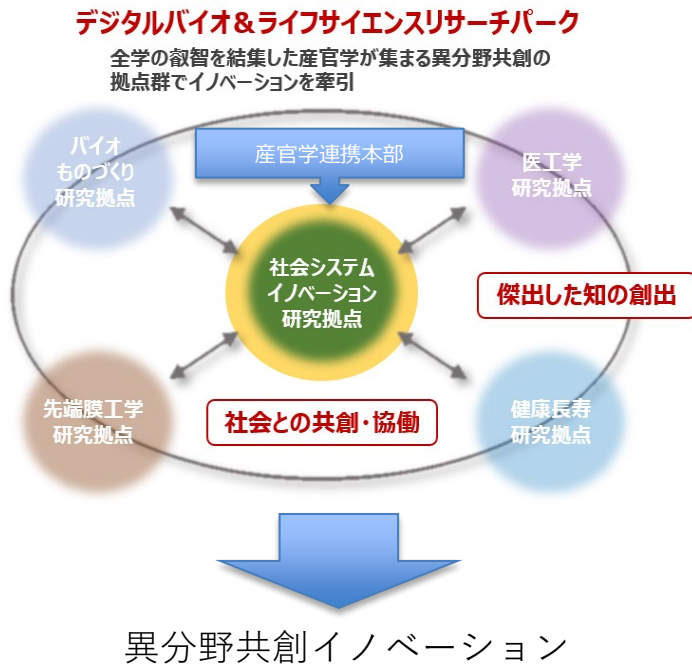 デジタルバイオ&ライフサイエンスリサーチパーク
全学の叡智を結集した産官学が集まる異分野共創の
拠点群でイノベーションを牽引
バイオ
ものづくり
研究拠点
産官学連携本部
医工学
研究拠点
社会システム
イノベーション
研究拠点
傑出した知の創出
先端膜工学
研究拠点
社会との共創・協働
健康長寿
研究拠点
異分野共創イノベーション